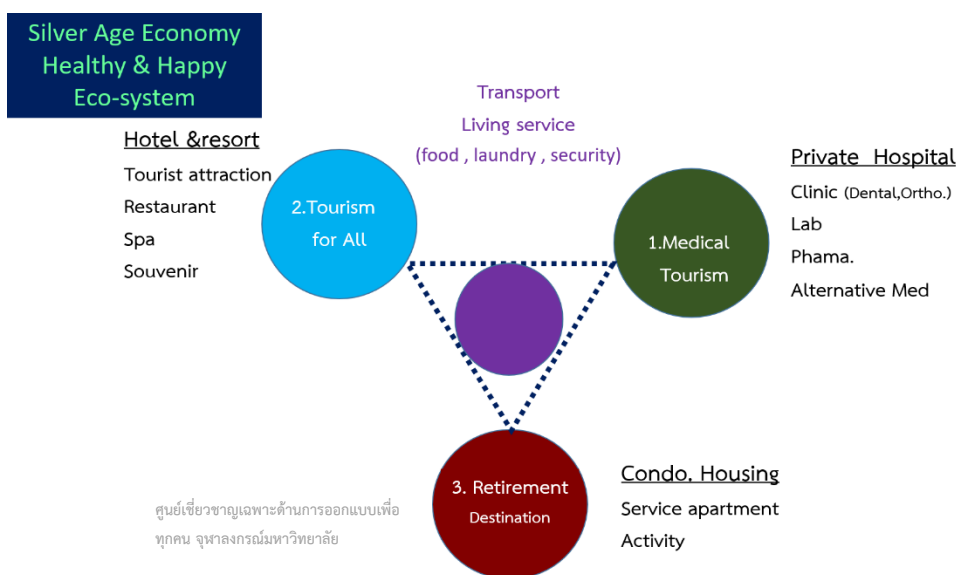 Silver Age Economy
Healthy & Happy
Eco-system
Transport
Living service
(food , laundry , security)
Hotel &resort
Tourist attraction
Restaurant
Spa
Souvenir
2.Tourism
for All
1.Medical
Tourism
Private Hospital
Clinic (Dental,Ortho.)
Lab
Phama.
Alternative Med
3. Retirement
Destination
Condo. Housing
Service apartment
Activity
ศูนย์เชี่ยวชาญเฉพาะด้านการออกแบบเพื่อ
ทุกคน จุฬาลงกรณ์มหาวิทยาลัย